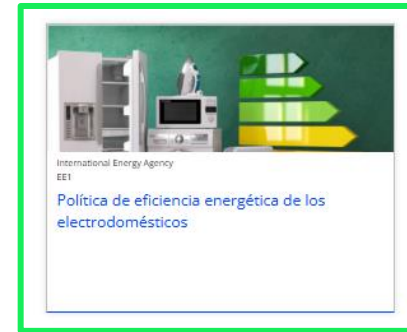 International Energy Agency
EE1
Política de eficiencia energética de los
electrodomésticos